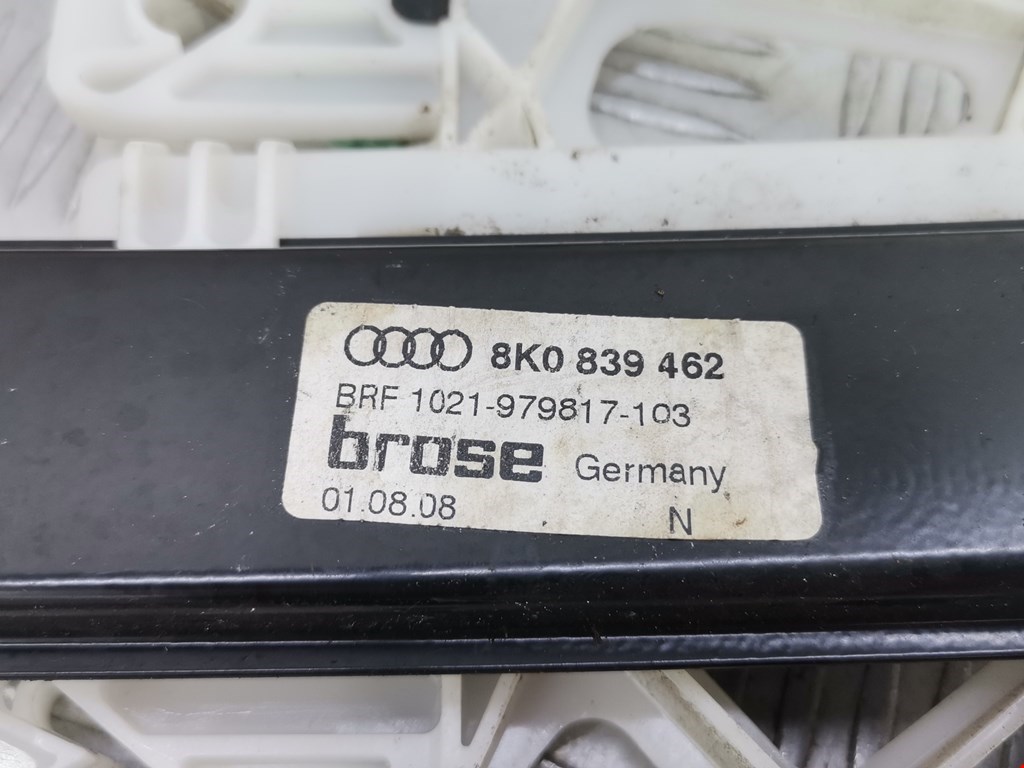 8K0 839 462
BRF 1021-979817-103
brose Germany
01.08.08 N